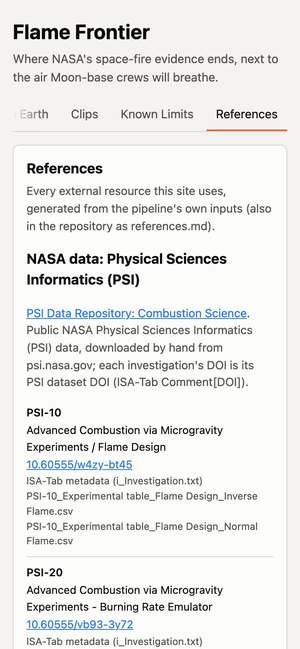 Flame Frontier
Where NASA's space-fire evidence ends, next to
the air Moon-base crews will breathe.
Earth Clips Known Limits References
References
Every external resource this site uses,
generated from the pipeline's own inputs (also
in the repository as references.md).
NASA data: Physical Sciences
Informatics (PSI)
PSI Data Repository: Combustion Science.
Public NASA Physical Sciences Informatics
(PSI) data, downloaded by hand from
psi.nasa.gov; each investigation's DOI is its
PSI dataset DOI (ISA-Tab Comment[DOI]).
PSI-10
Advanced Combustion via Microgravity
Experiments / Flame Design
10.60555/w4zy-bt45
ISA-Tab metadata (i_Investigation.txt)
PSI-10_Experimental table_Flame Design_Inverse
Flame.csv
PSI-10_Experimental table_Flame Design_Normal
Flame.csv
PSI-20
Advanced Combustion via Microgravity
Experiments - Burning Rate Emulator
10.60555/vb93-3y72
ISA-Tab metadata (i_Investigation.txt)